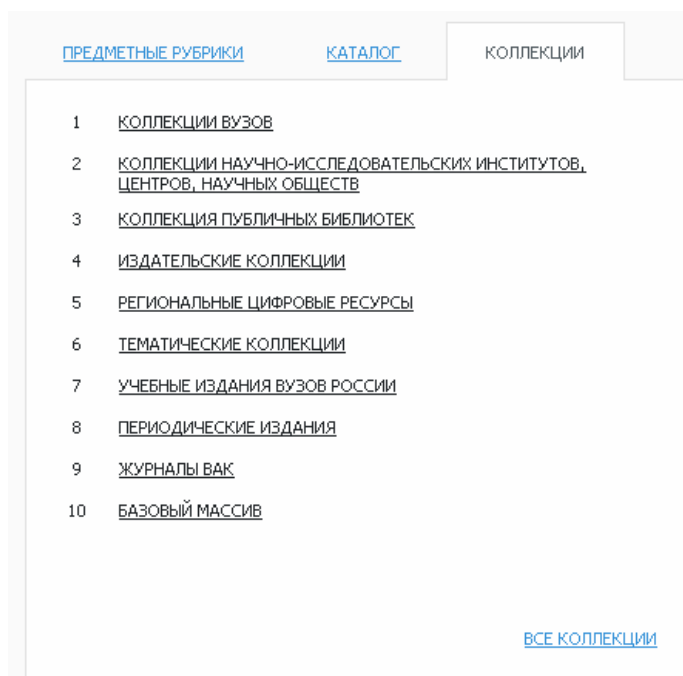 ПРЕДМЕТНЫЕ РУБРИКИ КАТАЛОГ КОЛЛЕКЦИИ
1 КОЛЛЕКЦИИ ВУЗОВ
2 КОЛЛЕКЦИИ НАУЧНО-ИССЛЕДОВАТЕЛЬСКИХ ИНСТИТУТОВ,
ЦЕНТРОВ, НАУЧНЫХ ОБЩЕСТВ
3 КОЛЛЕКЦИЯ ПУБЛИЧНЫХ БИБЛИОТЕК
4 ИЗДАТЕЛЬСКИЕ КОЛЛЕКЦИИ
5 РЕГИОНАЛЬНЫЕ ЦИФРОВЫЕ РЕСУРСЫ
6 ТЕМАТИЧЕСКИЕ КОЛЛЕКЦИИ
7 УЧЕБНЫЕ ИЗДАНИЯ ВУЗОВ РОССИИ
8 ПЕРИОДИЧЕСКИЕ ИЗДАНИЯ
9 ЖУРНАЛЫ ВАК
10 БАЗОВЫЙ МАССИВ
ВСЕ КОЛЛЕКЦИИ